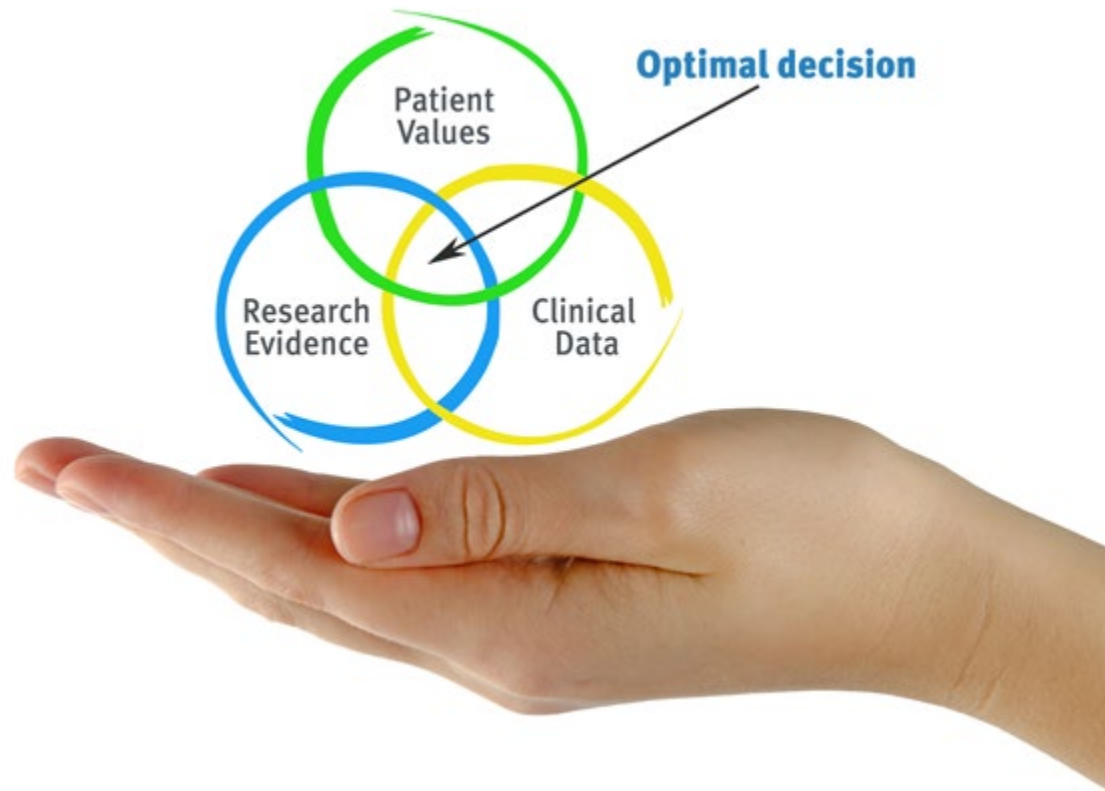 Optimal decision
Patient
Values
Research
Evidence
Clinical
Data